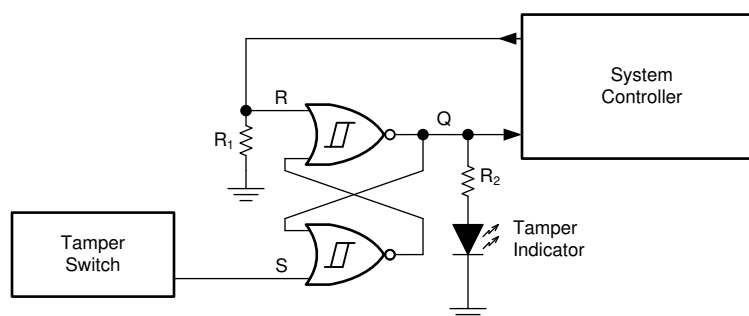 System
Controller
R
Q
R1
R2
Tamper
Indicator
Tamper
Switch
S